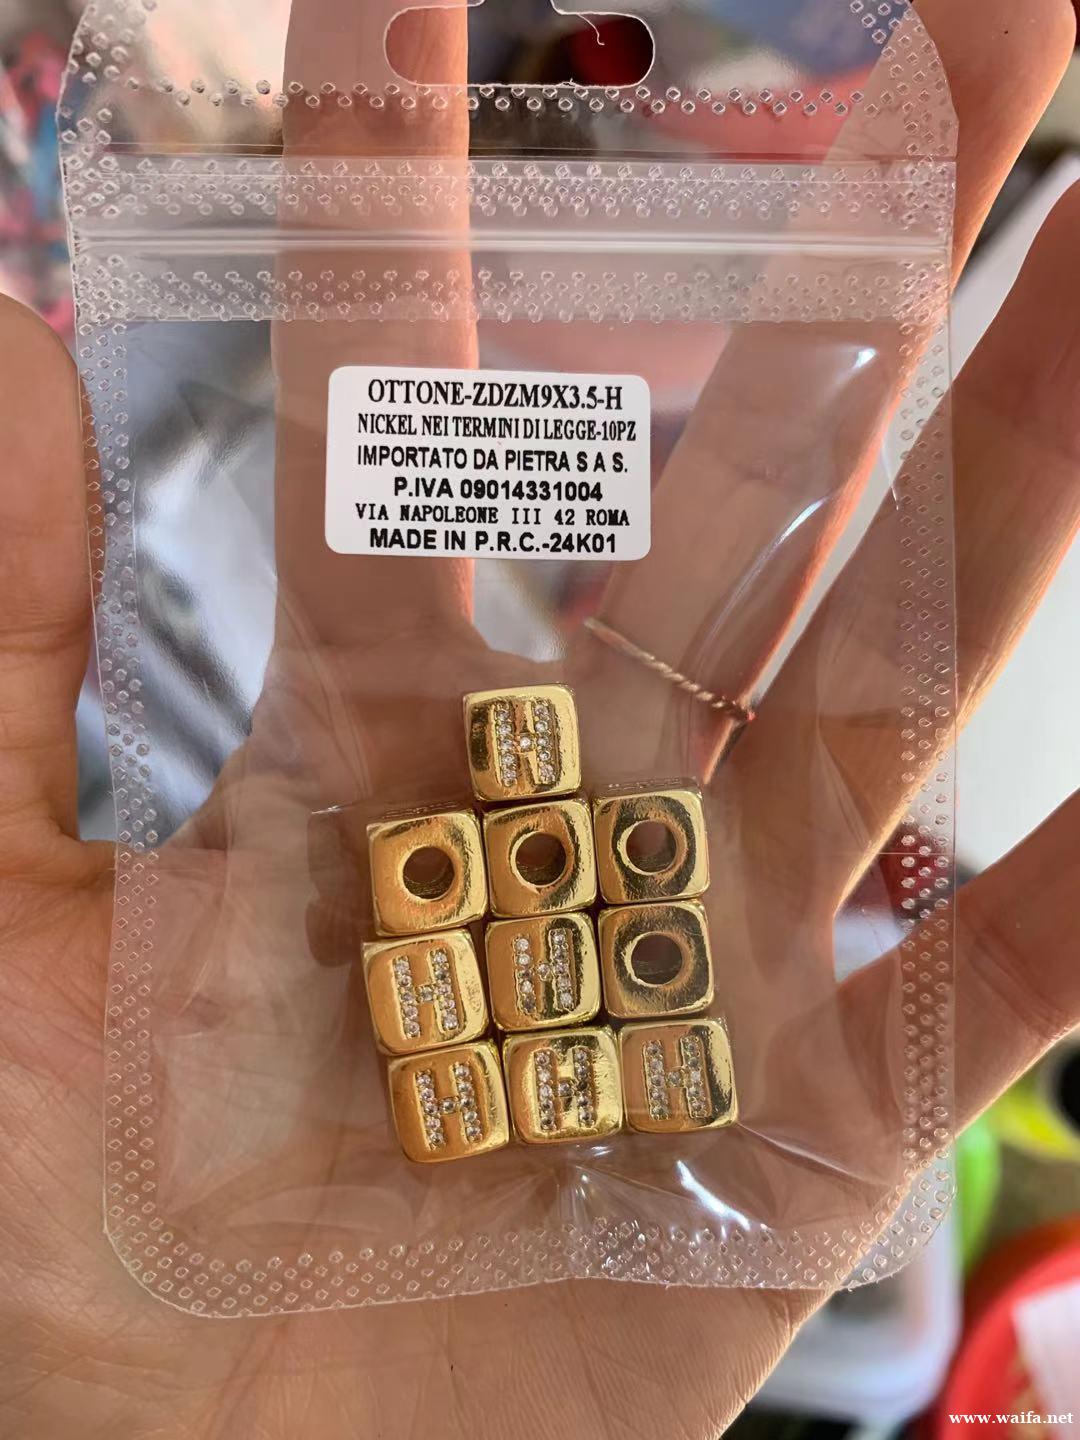 OTTONE-ZDZM9X3.5-H
NICKEL NEI TERMINI DI LEGGE-10PZ
IMPORTATO DA PIETRA S A S.
P.IVA 09014331004
VIA NAPOLEONE III 42 ROMA
MADE IN P.R.C.-24K01
H
H
H
H
H
H
www.waifa.net